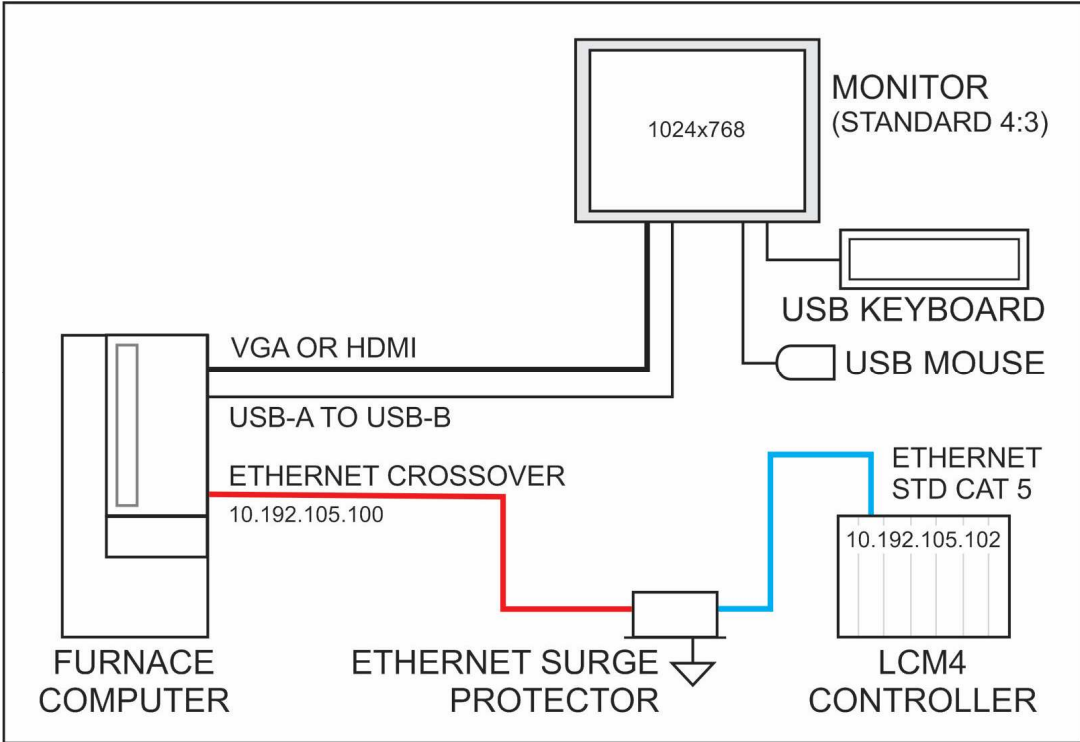 MONITOR
(STANDARD 4:3)
1024x768
USB KEYBOARD
USB MOUSE
VGA OR HDMI
USB-A TO USB-B
ETHERNET CROSSOVER
10.192.105.100
ETHERNET
STD CAT 5
10.192.105.102
FURNACE
COMPUTER
ETHERNET SURGE
PROTECTOR
LCM4
CONTROLLER